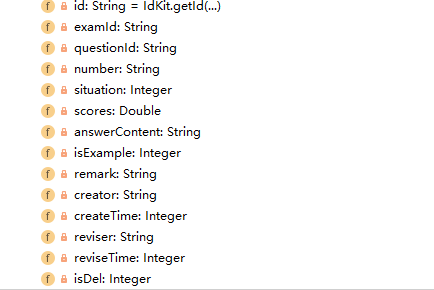 id: String = IdKit.getId(...)
examId: String
questionId: String
number: String
situation: Integer
scores: Double
answerContent: String
isExample: Integer
remark: String
creator: String
createTime: Integer
reviser: String
reviseTime: Integer
isDel: Integer